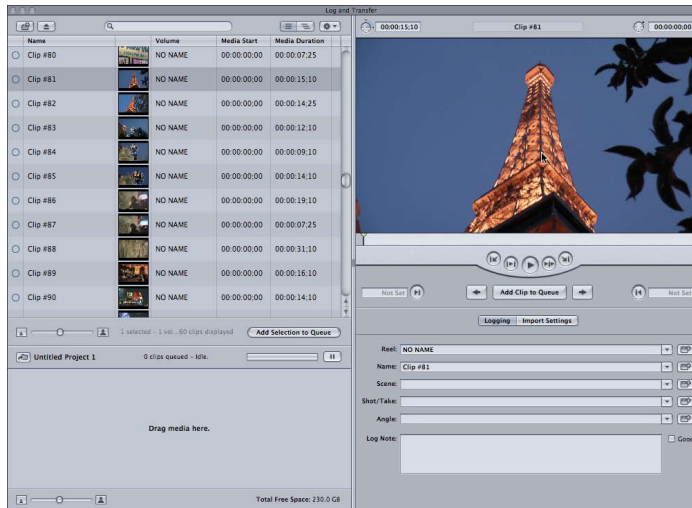 Log and Transfer
Name Volume Media Start Media Duration
Clip #80 NO NAME 00:00:00;00 00:00:07;25
Clip #81 NO NAME 00:00:00;00 00:00:15;10
Clip #82 NO NAME 00:00:00;00 00:00:14;25
Clip #83 NO NAME 00:00:00;00 00:00:12;10
Clip #84 NO NAME 00:00:00;00 00:00:09;10
Clip #85 NO NAME 00:00:00;00 00:00:14;10
Clip #86 NO NAME 00:00:00;00 00:00:19;10
Clip #87 NO NAME 00:00:00;00 00:00:07;25
Clip #88 NO NAME 00:00:00;00 00:00:31;10
Clip #89 NO NAME 00:00:00;00 00:00:16;10
Clip #90 NO NAME 00:00:00;00 00:00:14;10
1 selected - 1 vol...60 clips displayed
Add Selection to Queue
Untitled Project 1 0 clips queued - Idle.
Drag media here.
Total Free Space: 230.0 GB
00:00:15;10 Clip #81 00:00:00;00
Not Set Add Clip to Queue Not Set
Logging Import Settings
Reel: NO NAME
Name: Clip #81
Scene:
Shot/Take:
Angle:
Log Note: Good